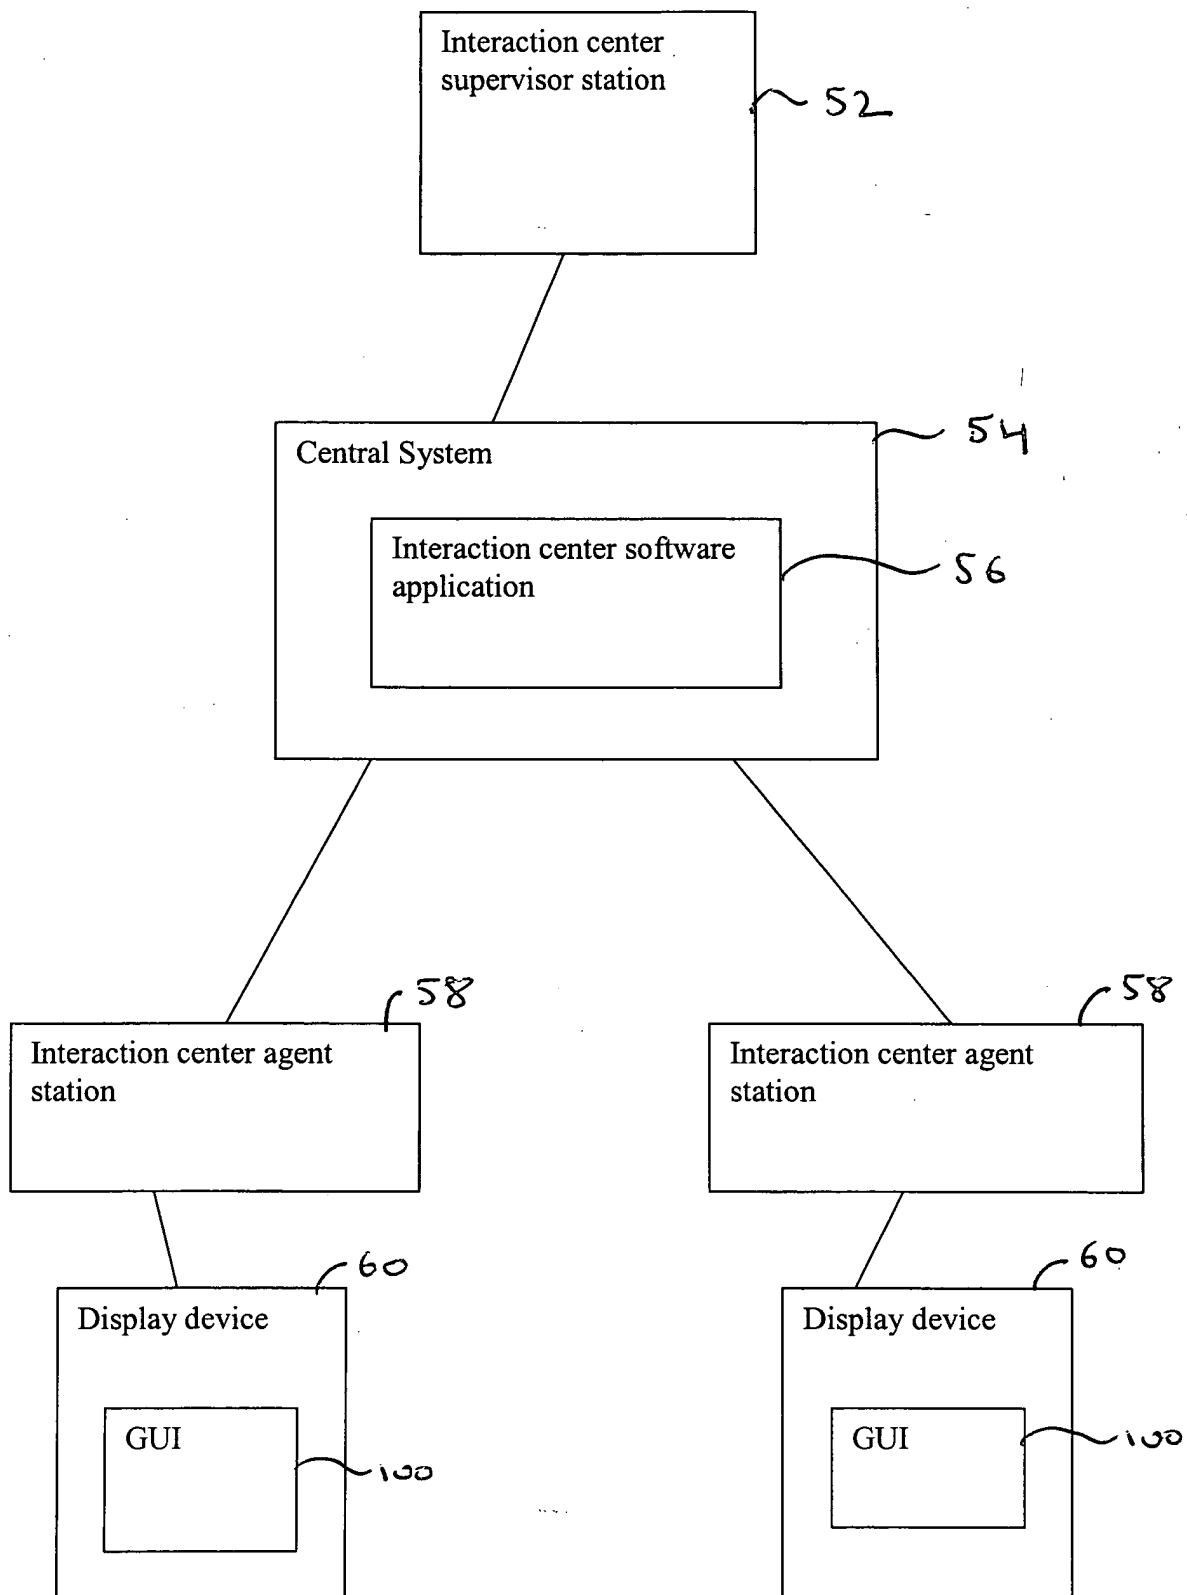 Interaction center
supervisor station
52
Central System
54
Interaction center software
application
56
58
Interaction center agent
station
58
Interaction center agent
station
60
Display device
GUI
100
60
Display device
GUI
100